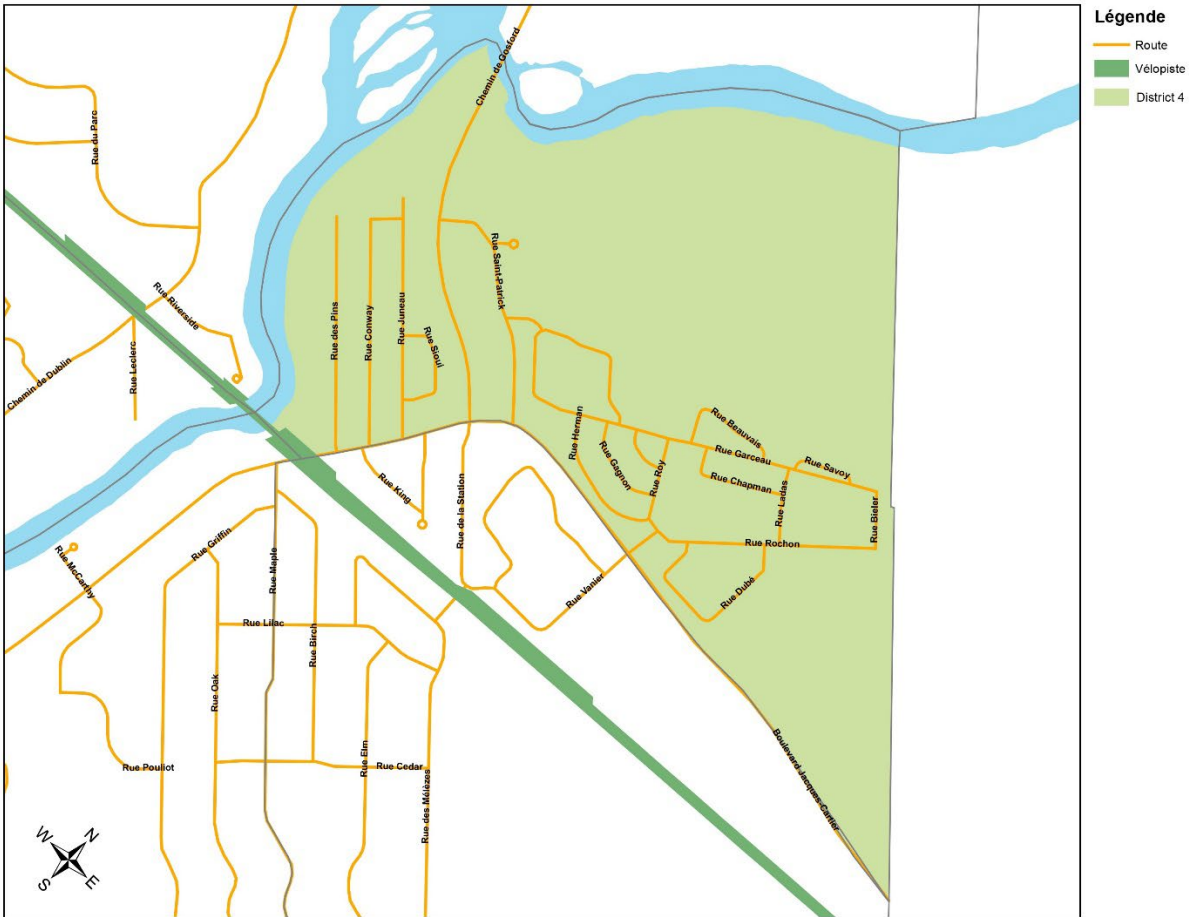 Légende
Route
Vélopiste
District 4
Chemin de Gosford
Rue du Parc
Rue Riverside
Rue Saint-Patrick
Rue des Pins
Rue Conway
Rue Juneau
Rue Sioui
Rue Leclerc
Chemin de Dublin
Rue Herman
Rue Beauvais
Rue Garceau
Rue Savoy
Rue Gagnon
Rue Roy
Rue Chapman
Rue Ladas
Rue Bieler
Rue King
Rue de la Station
Rue Rochon
Rue Griffin
Rue Maple
Rue McCarthy
Rue Vanier
Rue Dubé
Rue Lilac
Rue Birch
Rue Oak
Rue Pouliot
Rue Elm
Rue Cedar
Rue des Mélèzes
Boulevard Jacques-Cartier
N
W
S
E